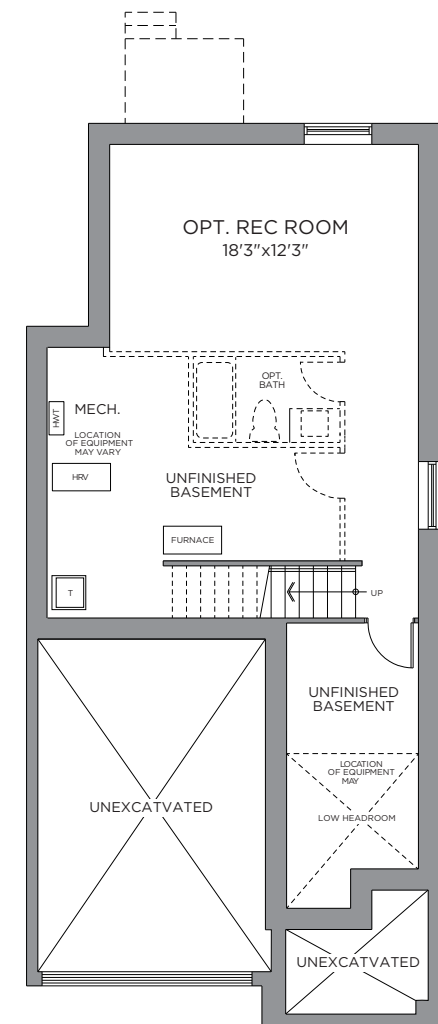 OPT. REC ROOM
18'3"x12'3"
OPT.
BATH
HWT
MECH.
LOCATION
OF EQUIPMENT
MAY VARY
HRV
UNFINISHED
BASEMENT
FURNACE
T
UP
UNFINISHED
BASEMENT
LOCATION
OF EQUIPMENT
MAY
LOW HEADROOM
UNEXCATVATED
UNEXCATVATED